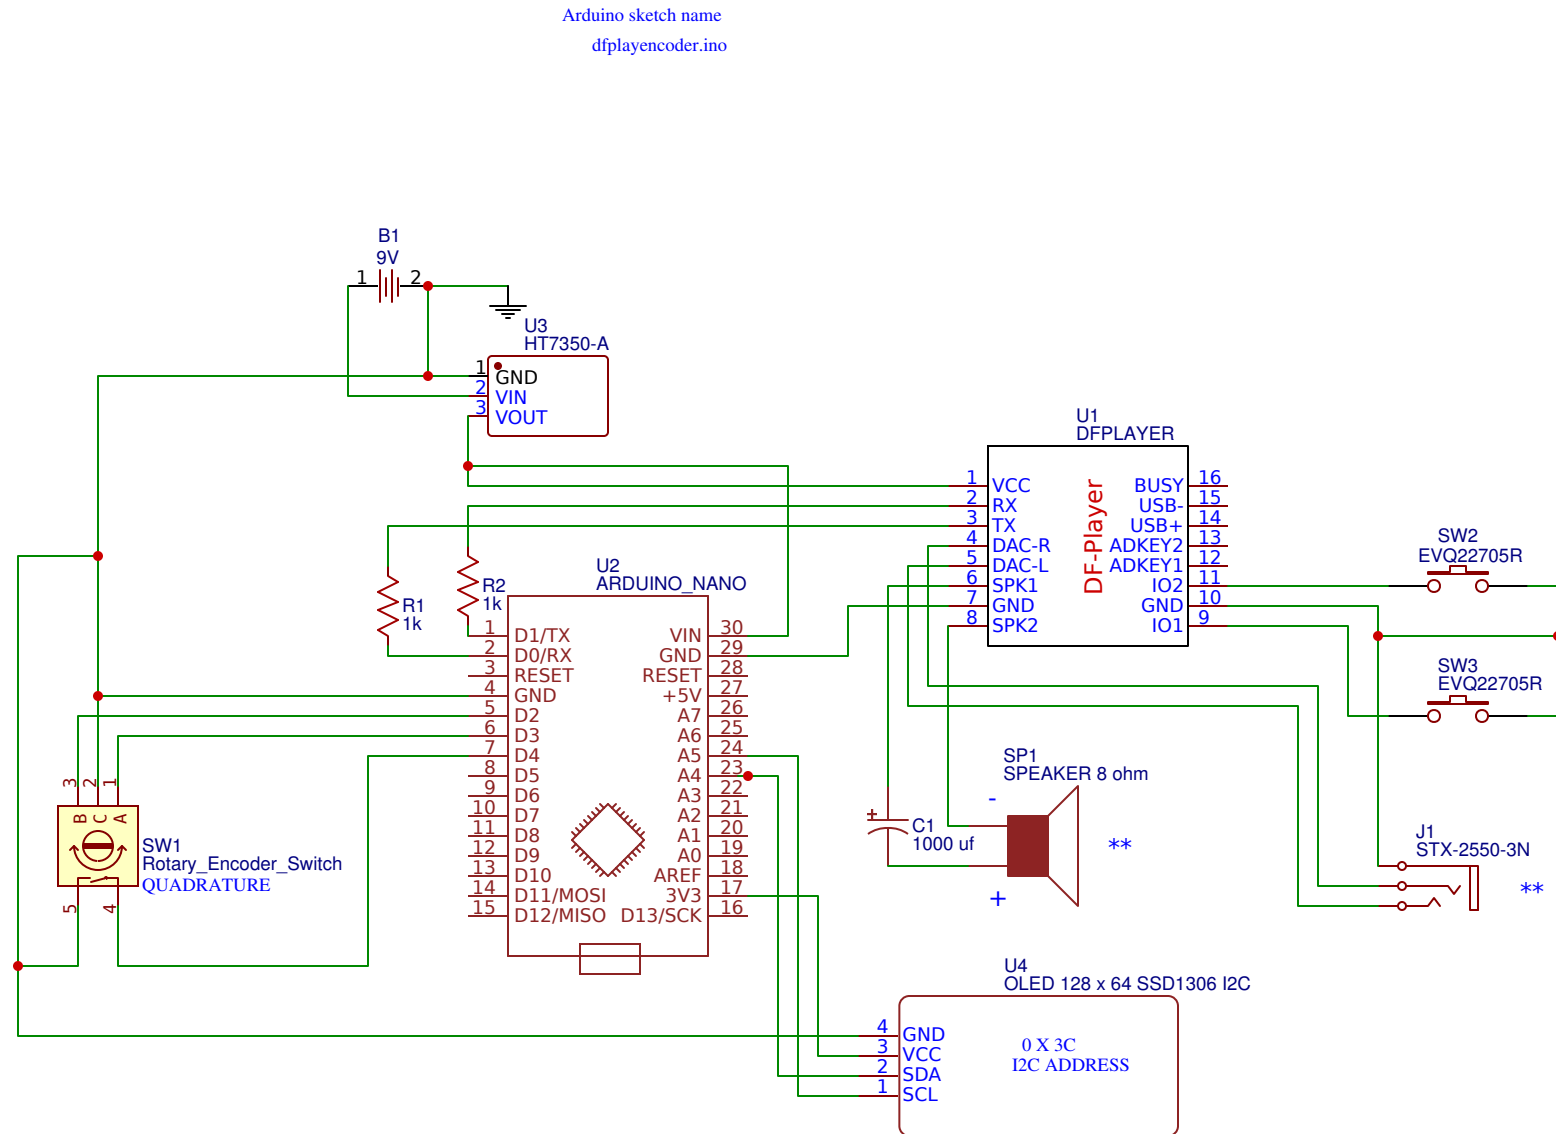 Arduino sketch name
dfplayencoder.ino
B1
9V
1 2
U3
HT7350-A
1 GND
2 VIN
3 VOUT
U1
DFPLAYER
DF-Player
1 VCC
2 RX
3 TX
4 DAC-R
5 DAC-L
6 SPK1
7 GND
8 SPK2
BUSY 16
USB- 15
USB+ 14
ADKEY2 13
ADKEY1 12
IO2 11
GND 10
IO1 9
SW2
EVQ22705R
SW3
EVQ22705R
R1
1k
R2
1k
U2
ARDUINO_NANO
1 D1/TX
2 D0/RX
3 RESET
4 GND
5 D2
6 D3
7 D4
8 D5
9 D6
10 D7
11 D8
12 D9
13 D10
14 D11/MOSI
15 D12/MISO
VIN 30
GND 29
RESET 28
+5V 27
A7 26
A6 25
A5 24
A4 23
A3 22
A2 21
A1 20
A0 19
AREF 18
3V3 17
D13/SCK 16
3 2 1
B C A
5 4
SW1
Rotary_Encoder_Switch
QUADRATURE
SP1
SPEAKER 8 ohm
-
+
**
+
C1
1000 uf
J1
STX-2550-3N
**
U4
OLED 128 x 64 SSD1306 I2C
4 GND
3 VCC
2 SDA
1 SCL
0 X 3C
I2C ADDRESS